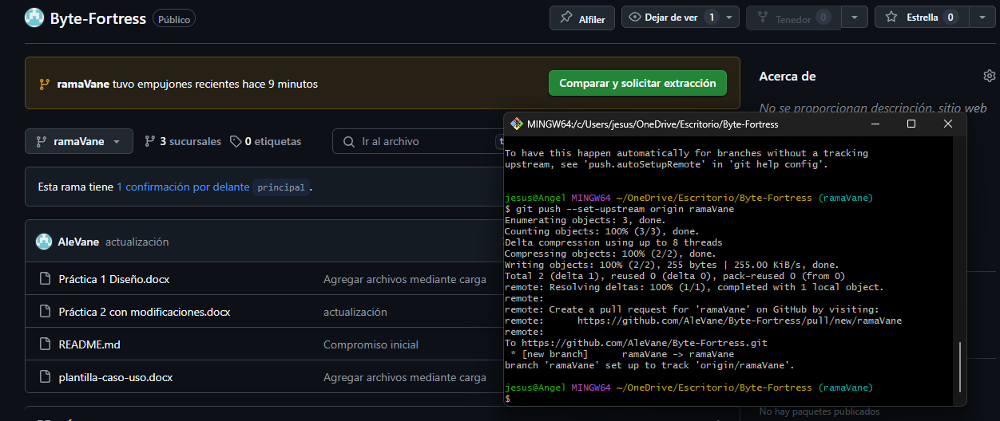 Byte-Fortress Público
Alfiler
Dejar de ver 1
Tenedor 0
Estrella 0
ramaVane tuvo empujones recientes hace 9 minutos
Comparar y solicitar extracción
Acerca de
No se proporcionan descripción, sitio web
ramaVane
3 sucursales
0 etiquetas
Ir al archivo
t
Esta rama tiene 1 confirmación por delante principal.
AleVane actualización
Práctica 1 Diseño.docx Agregar archivos mediante carga
Práctica 2 con modificaciones.docx actualización
README.md Compromiso inicial
plantilla-caso-uso.docx Agregar archivos mediante carga
MINGW64:/c/Users/jesus/OneDrive/Escritorio/Byte-Fortress
To have this happen automatically for branches without a tracking
upstream, see 'push.autoSetupRemote' in 'git help config'.
jesus@Angel MINGW64 ~/OneDrive/Escritorio/Byte-Fortress (ramaVane)
$ git push --set-upstream origin ramaVane
Enumerating objects: 3, done.
Counting objects: 100% (3/3), done.
Delta compression using up to 8 threads
Compressing objects: 100% (2/2), done.
Writing objects: 100% (2/2), 255 bytes | 255.00 KiB/s, done.
Total 2 (delta 1), reused 0 (delta 0), pack-reused 0 (from 0)
remote: Resolving deltas: 100% (1/1), completed with 1 local object.
remote:
remote: Create a pull request for 'ramaVane' on GitHub by visiting:
remote:      https://github.com/AleVane/Byte-Fortress/pull/new/ramaVane
remote:
To https://github.com/AleVane/Byte-Fortress.git
 * [new branch]      ramaVane -> ramaVane
branch 'ramaVane' set up to track 'origin/ramaVane'.
jesus@Angel MINGW64 ~/OneDrive/Escritorio/Byte-Fortress (ramaVane)
$
No hay paquetes publicados